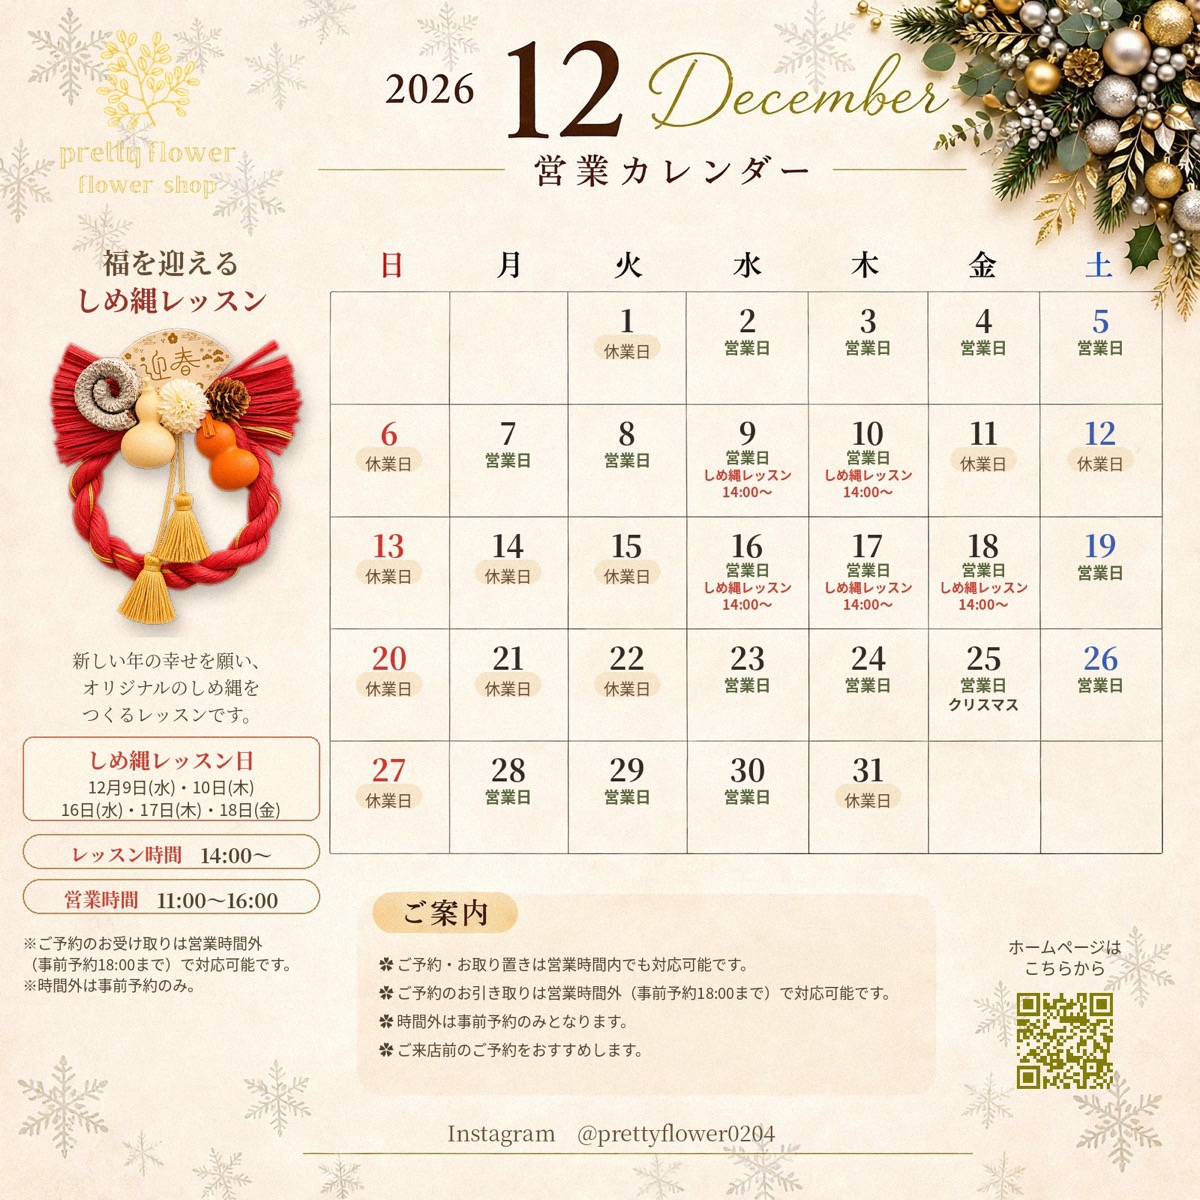 pretty flower
flower shop
2026 12 December
営業カレンダー
福を迎える
しめ縄レッスン
迎春
新しい年の幸せを願い、
オリジナルのしめ縄を
つくるレッスンです。
しめ縄レッスン日
12月9日(水)・10日(木)
16日(水)・17日(木)・18日(金)
レッスン時間 14:00〜
営業時間 11:00〜16:00
※ご予約のお受け取りは営業時間外
（事前予約18:00まで）で対応可能です。
※時間外は事前予約のみ。
日 月 火 水 木 金 土
1 2 3 4 5
休業日 営業日 営業日 営業日 営業日
6 7 8 9 10 11 12
休業日 営業日 営業日 営業日 営業日 休業日 休業日
しめ縄レッスン しめ縄レッスン
14:00〜 14:00〜
13 14 15 16 17 18 19
休業日 休業日 休業日 営業日 営業日 営業日 営業日
しめ縄レッスン しめ縄レッスン しめ縄レッスン
14:00〜 14:00〜 14:00〜
20 21 22 23 24 25 26
休業日 休業日 休業日 営業日 営業日 営業日 営業日
クリスマス
27 28 29 30 31
休業日 営業日 営業日 営業日 休業日
ご案内
✽ ご予約・お取り置きは営業時間内でも対応可能です。
✽ ご予約のお引き取りは営業時間外（事前予約18:00まで）で対応可能です。
✽ 時間外は事前予約のみとなります。
✽ ご来店前のご予約をおすすめします。
ホームページは
こちらから
Instagram @prettyflower0204